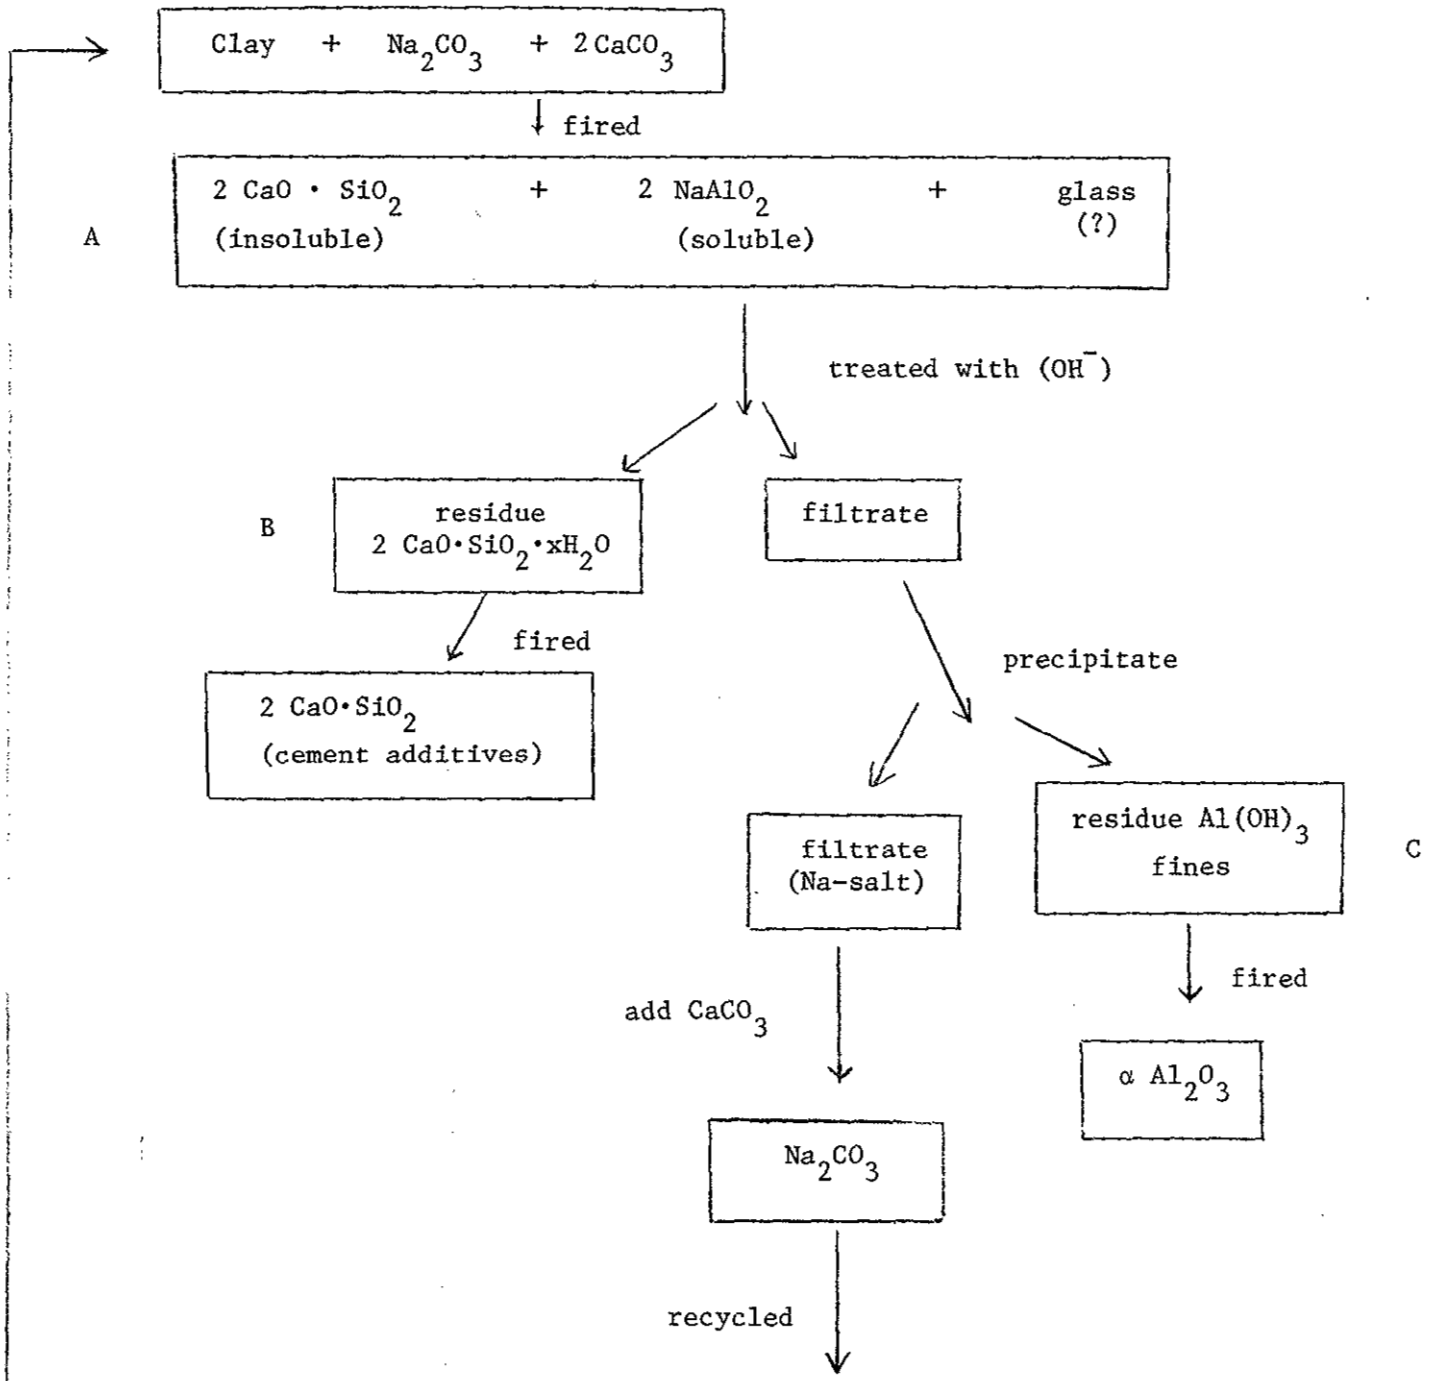 Clay + Na₂CO₃ + 2CaCO₃
fired
2 CaO · SiO₂ + 2 NaAlO₂ + glass
(?)
A
(insoluble) (soluble)
treated with (OH⁻)
B
residue
2 CaO·SiO₂·xH₂O
filtrate
fired
precipitate
2 CaO·SiO₂
(cement additives)
filtrate
(Na-salt)
residue Al(OH)₃
fines
C
fired
add CaCO₃
α Al₂O₃
Na₂CO₃
recycled